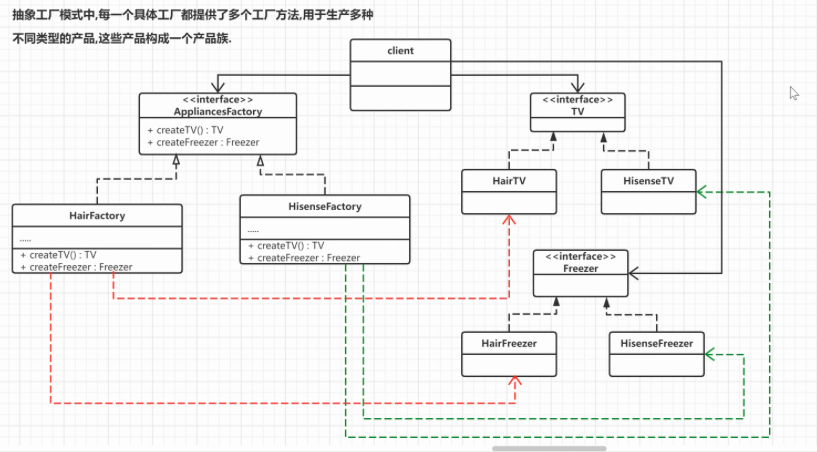 抽象工厂模式中,每一个具体工厂都提供了多个工厂方法,用于生产多种
不同类型的产品,这些产品构成一个产品族.
client
<<interface>>
AppliancesFactory
+ createTV() : TV
+ createFreezer : Freezer
<<interface>>
TV
HairFactory
.....
+ createTV() : TV
+ createFreezer : Freezer
HisenseFactory
.....
+ createTV() : TV
+ createFreezer : Freezer
HairTV
HisenseTV
<<interface>>
Freezer
HairFreezer
HisenseFreezer